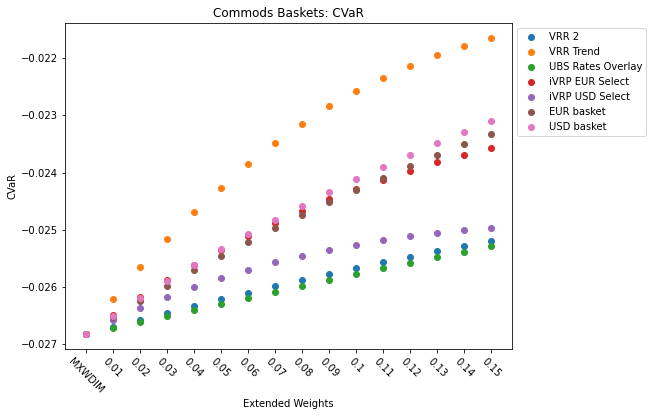 Commods Baskets: CVaR
VRR 2
VRR Trend
UBS Rates Overlay
iVRP EUR Select
iVRP USD Select
EUR basket
USD basket
CVaR
−0.022
−0.023
−0.024
−0.025
−0.026
−0.027
MXWDIM
0.01
0.02
0.03
0.04
0.05
0.06
0.07
0.08
0.09
0.1
0.11
0.12
0.13
0.14
0.15
Extended Weights